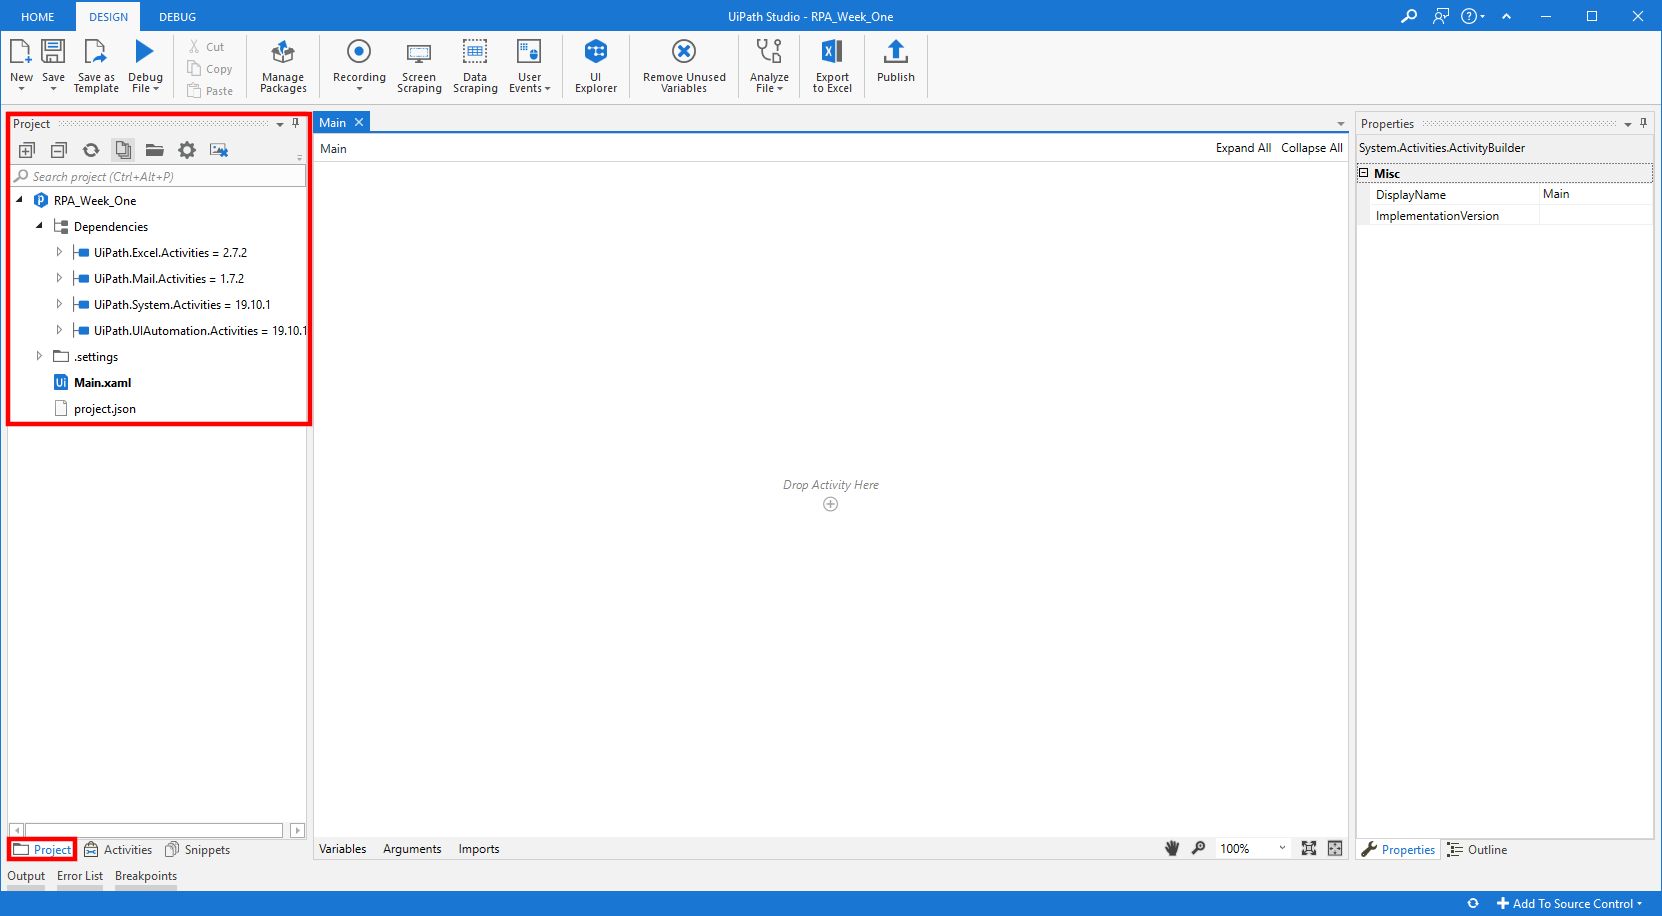 HOME DESIGN DEBUG UiPath Studio - RPA_Week_One
New Save Save as Template Debug File Cut Copy Paste Manage Packages Recording Screen Scraping Data Scraping User Events UI Explorer Remove Unused Variables Analyze File Export to Excel Publish
Project
Search project (Ctrl+Alt+P)
RPA_Week_One
Dependencies
UiPath.Excel.Activities = 2.7.2
UiPath.Mail.Activities = 1.7.2
UiPath.System.Activities = 19.10.1
UiPath.UIAutomation.Activities = 19.10.1
.settings
Main.xaml
project.json
Project Activities Snippets
Main
Main Expand All Collapse All
Drop Activity Here
Variables Arguments Imports 100%
Properties
System.Activities.ActivityBuilder
Misc
DisplayName Main
ImplementationVersion
Properties Outline
Output Error List Breakpoints
Add To Source Control